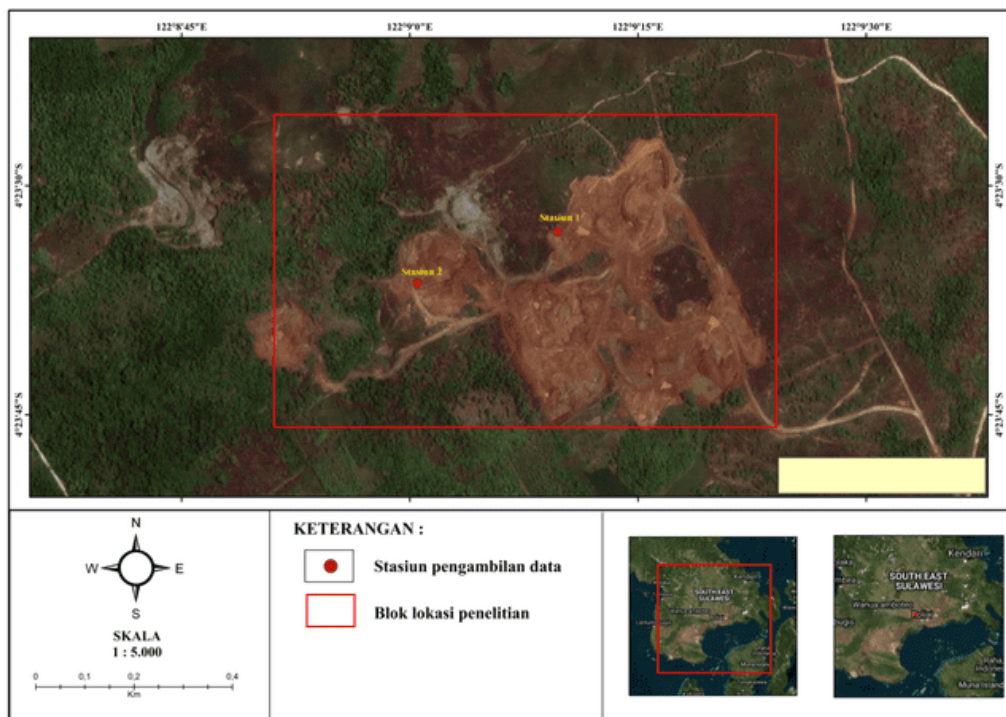 122°8'45"E 122°9'0"E 122°9'15"E 122°9'30"E
4°23'30"S 4°23'30"S
Stasiun 1
Stasiun 2
4°23'45"S 4°23'45"S
N
W E
S
SKALA
1 : 5.000
0 0,1 0,2 0,4
Km
KETERANGAN :
Stasiun pengambilan data
Blok lokasi penelitian
Kendari
SOUTH EAST
SULAWESI
Kendari
SOUTH EAST
SULAWESI
Raha,
Muna Island